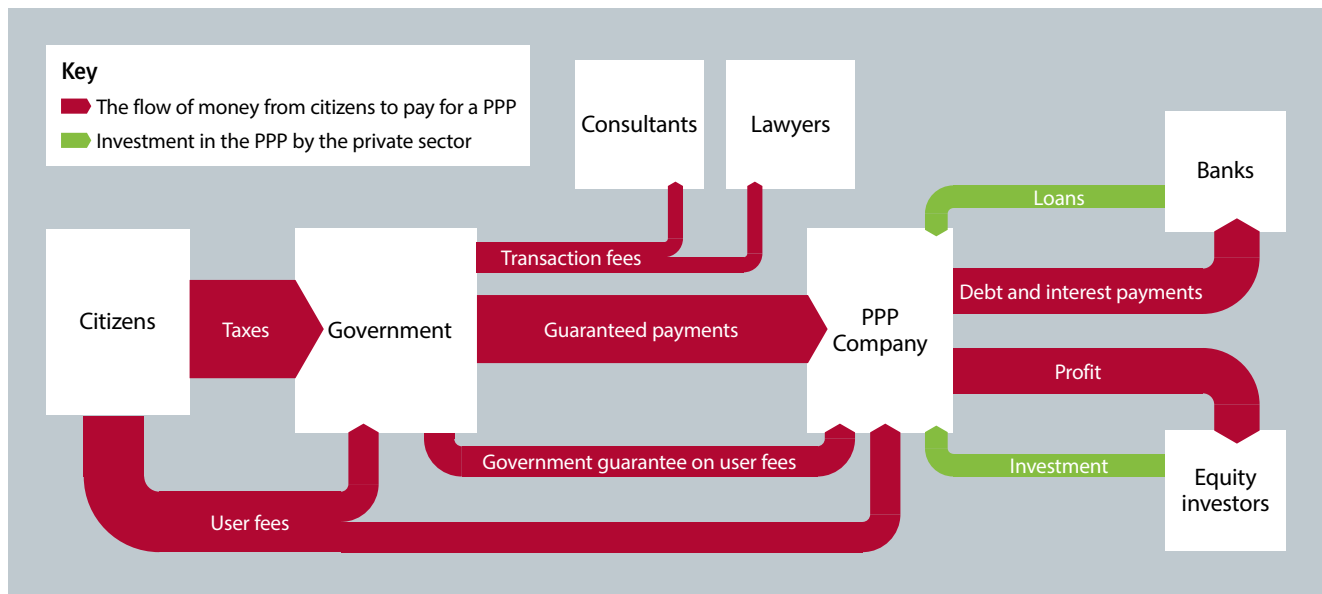 Key
The flow of money from citizens to pay for a PPP
Investment in the PPP by the private sector
Consultants
Lawyers
Banks
Loans
Citizens
Taxes
Government
Transaction fees
Guaranteed payments
PPP
Company
Debt and interest payments
Profit
Government guarantee on user fees
Investment
Equity
investors
User fees